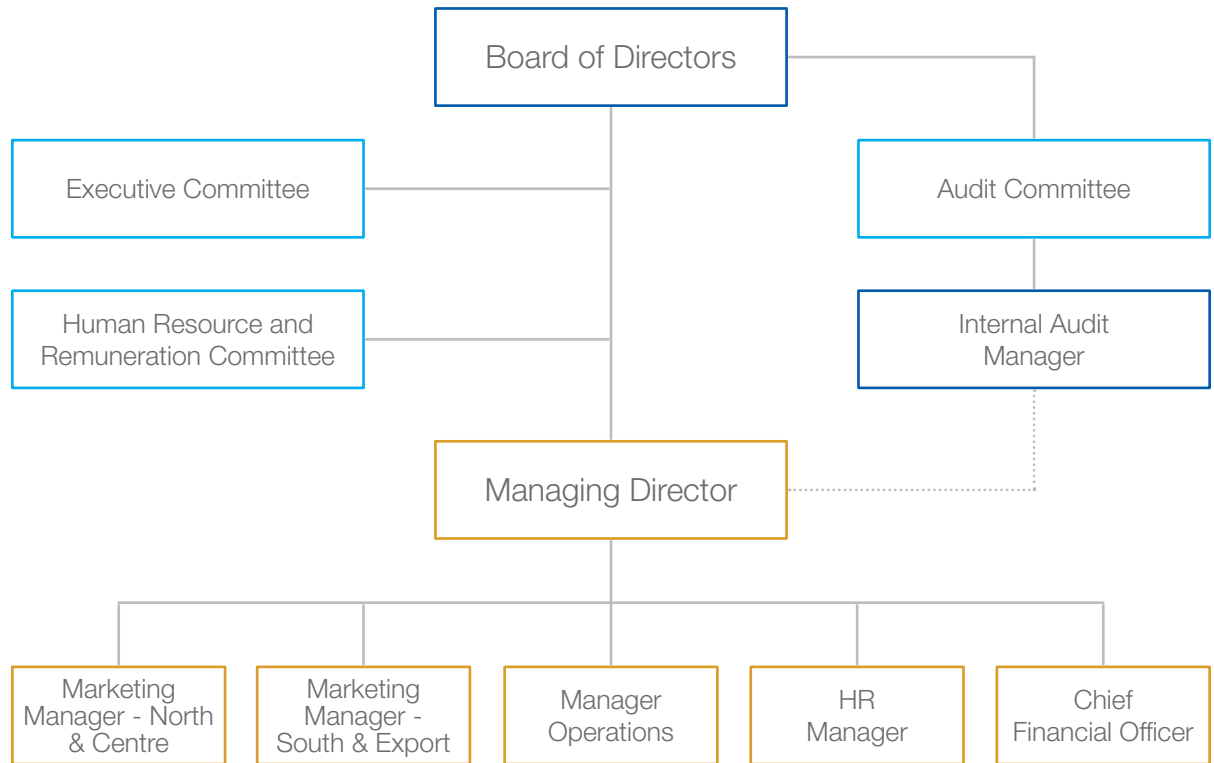 Board of Directors
Executive Committee
Audit Committee
Human Resource and
Remuneration Committee
Internal Audit
Manager
Managing Director
Marketing
Manager - North
& Centre
Marketing
Manager -
South & Export
Manager
Operations
HR
Manager
Chief
Financial Officer